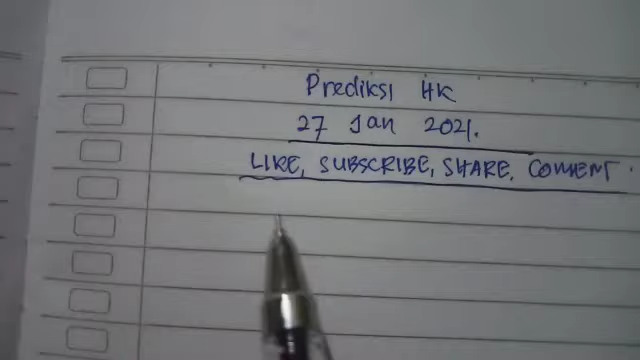 Prediksi HK
27 Jan 2021.
LIKE, SUBSCRIBE, SHARE, COMMENT.